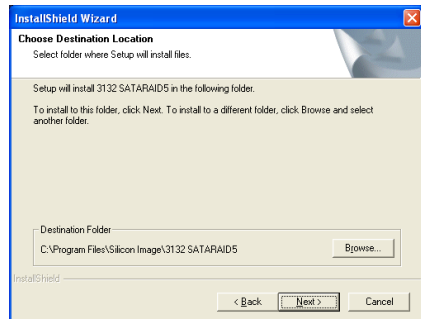 InstallShield Wizard
Choose Destination Location
Select folder where Setup will install files.
Setup will install 3132 SATARAID5 in the following folder.
To install to this folder, click Next. To install to a different folder, click Browse and select
another folder.
Destination Folder
C:\Program Files\Silicon Image\3132 SATARAID5
Browse...
InstallShield
< Back
Next >
Cancel